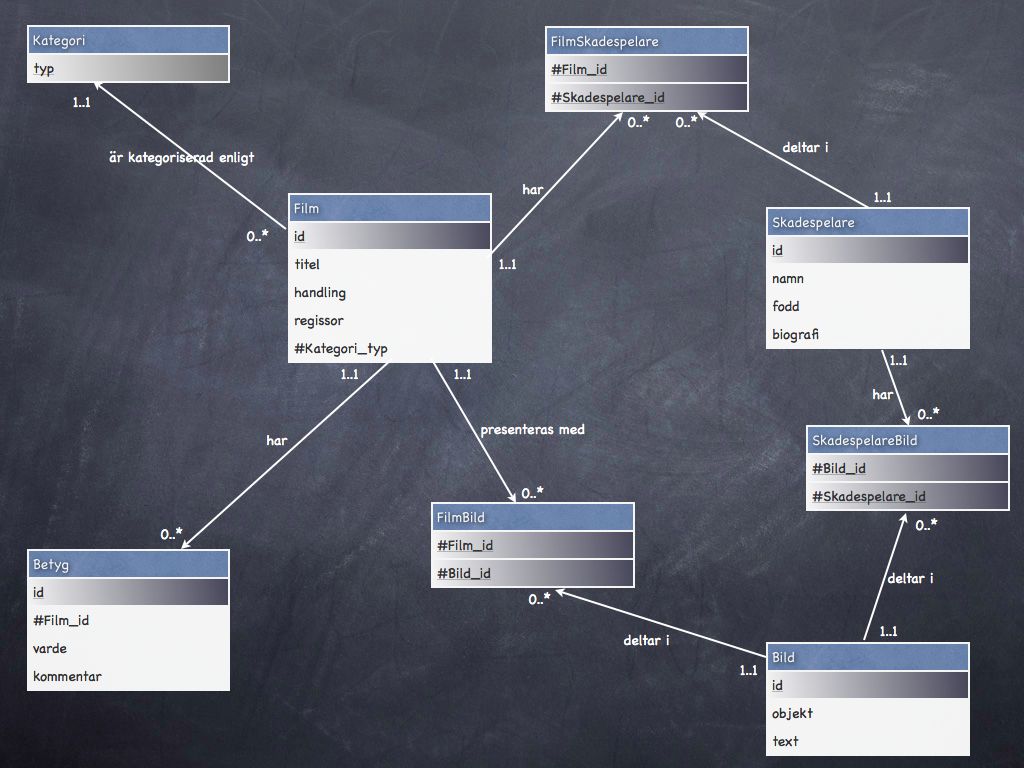 Kategori
typ
1..1
är kategoriserad enligt
0..*
FilmSkadespelare
#Film_id
#Skadespelare_id
0..*
0..*
har
deltar i
1..1
1..1
Film
id
titel
handling
regissor
#Kategori_typ
1..1
1..1
Skadespelare
id
namn
fodd
biografi
1..1
har
0..*
har
presenteras med
0..*
0..*
SkadespelareBild
#Bild_id
#Skadespelare_id
0..*
FilmBild
#Film_id
#Bild_id
0..*
Betyg
id
#Film_id
varde
kommentar
deltar i
deltar i
1..1
1..1
Bild
id
objekt
text